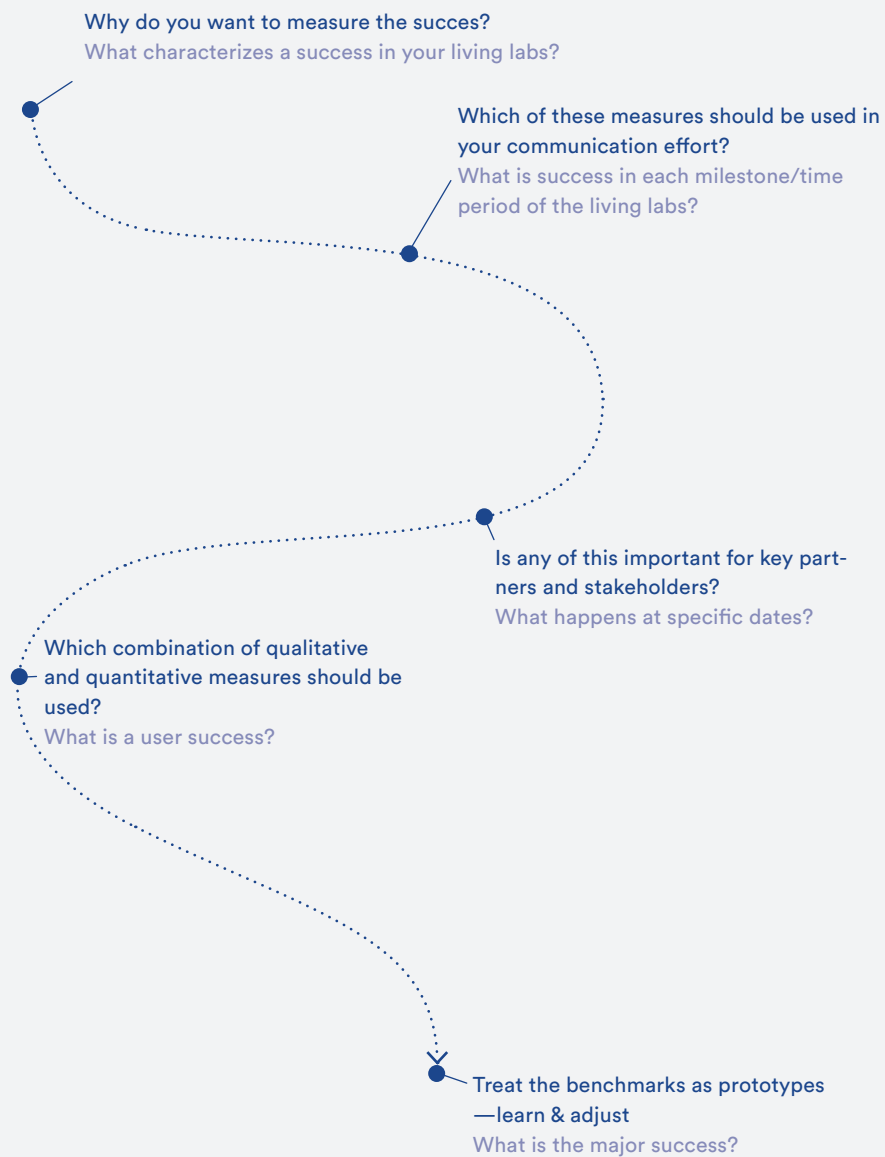 Why do you want to measure the succes?
What characterizes a success in your living labs?
Which of these measures should be used in
your communication effort?
What is success in each milestone/time
period of the living labs?
Is any of this important for key part-
ners and stakeholders?
What happens at specific dates?
Which combination of qualitative
and quantitative measures should be
used?
What is a user success?
Treat the benchmarks as prototypes
—learn & adjust
What is the major success?